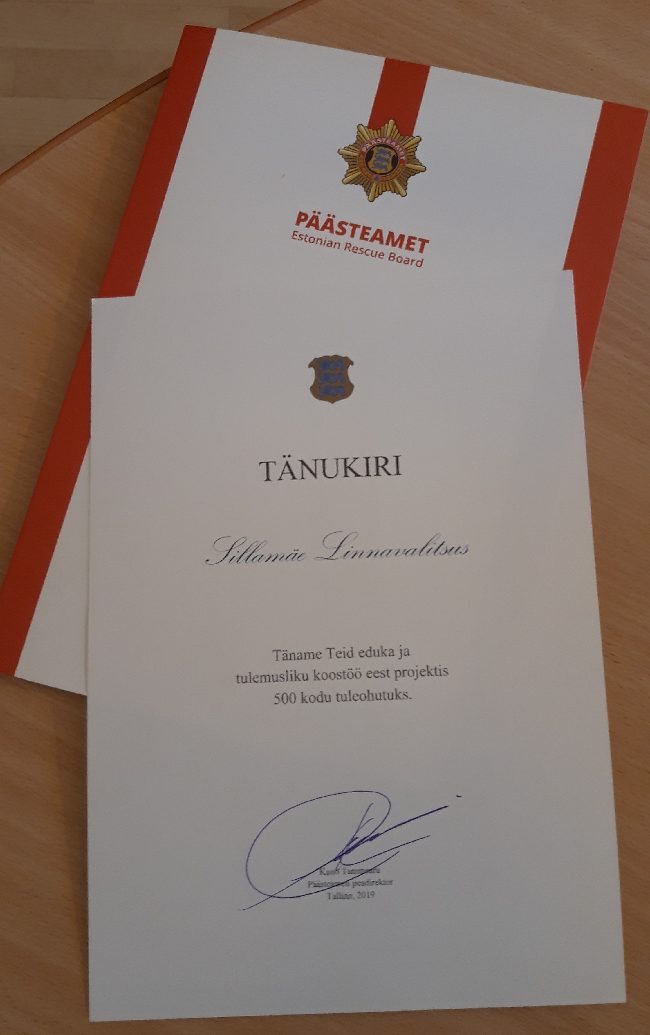 PÄÄSTEAMET
PÄÄSTEAMET
Estonian Rescue Board
TÄNUKIRI
Sillamäe Linnavalitsus
Täname Teid eduka ja
tulemusliku koostöö eest projektis
500 kodu tuleohutuks.
Päästeameti peadirektor
Tallinn, 2019